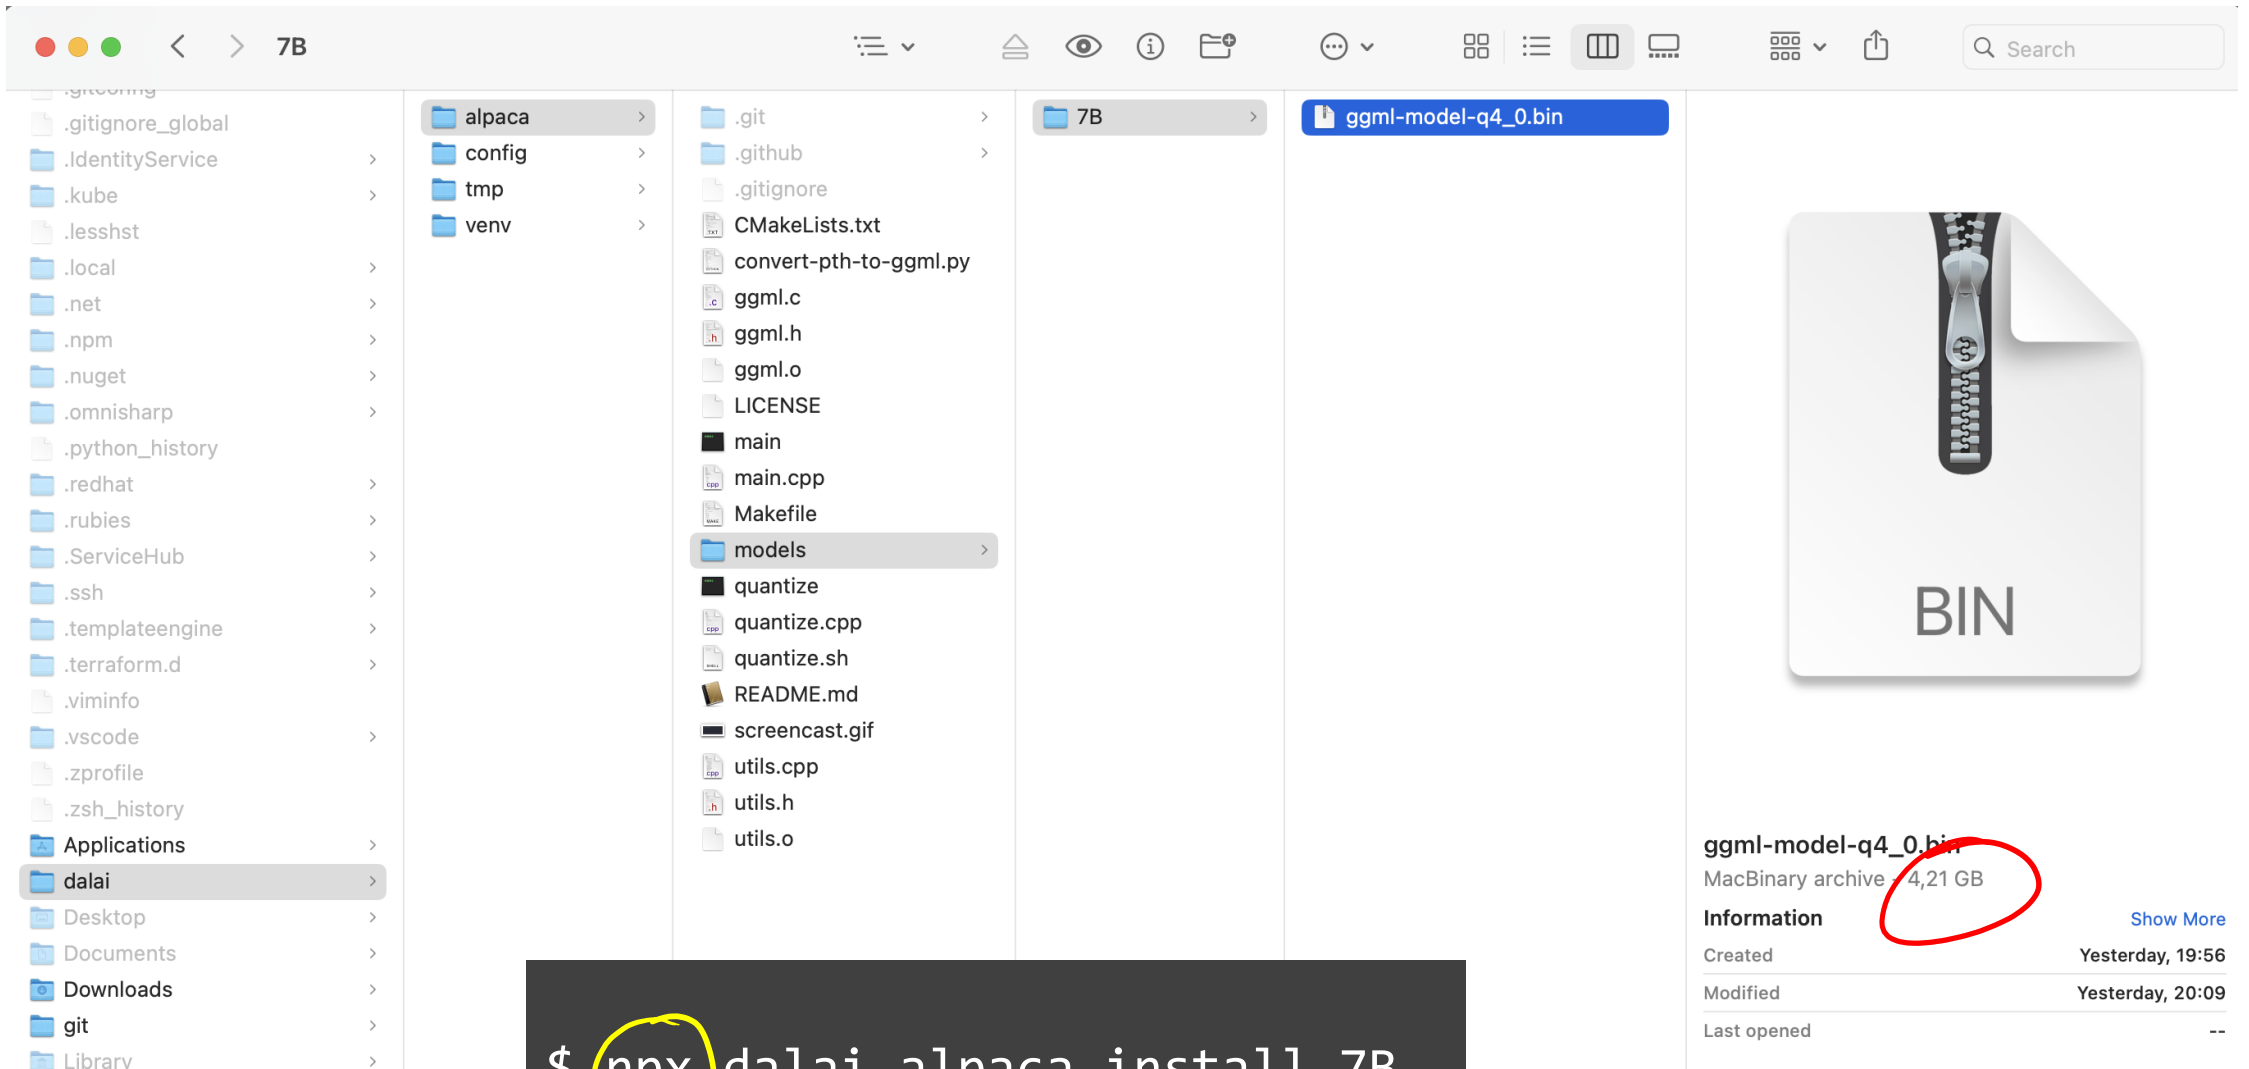 7B
Search
.gitconfig
.gitignore_global
.IdentityService
.kube
.lesshst
.local
.net
.npm
.nuget
.omnisharp
.python_history
.redhat
.rubies
.ServiceHub
.ssh
.templateengine
.terraform.d
.viminfo
.vscode
.zprofile
.zsh_history
Applications
dalai
Desktop
Documents
Downloads
git
Library
alpaca
config
tmp
venv
.git
.github
.gitignore
CMakeLists.txt
convert-pth-to-ggml.py
ggml.c
ggml.h
ggml.o
LICENSE
main
main.cpp
Makefile
models
quantize
quantize.cpp
quantize.sh
README.md
screencast.gif
utils.cpp
utils.h
utils.o
7B
ggml-model-q4_0.bin
BIN
ggml-model-q4_0.bin
MacBinary archive - 4,21 GB
Information Show More
Created Yesterday, 19:56
Modified Yesterday, 20:09
Last opened --
$ npx dalai alpaca install 7B